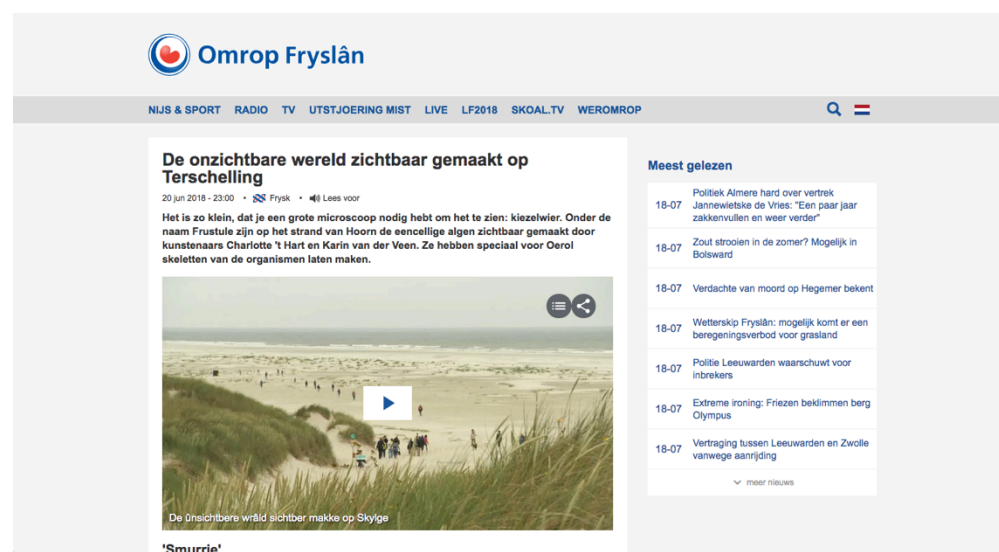 Omrop Fryslân
NIJS & SPORT RADIO TV UTSTJOERING MIST LIVE LF2018 SKOAL.TV WEROMROP
De onzichtbare wereld zichtbaar gemaakt op
Terschelling
20 jun 2018 - 23:00 • Frysk • Lees voor
Het is zo klein, dat je een grote microscoop nodig hebt om het te zien: kiezelwier. Onder de
naam Frustule zijn op het strand van Hoorn de eencellige algen zichtbaar gemaakt door
kunstenaars Charlotte 't Hart en Karin van der Veen. Ze hebben speciaal voor Oerol
skeletten van de organismen laten maken.
De ûnsichtbere wrâld sichtber makke op Skylge
'Smurrie'
Meest gelezen
18-07 Politiek Almere hard over vertrek
Jannewietske de Vries: "Een paar jaar
zakkenvullen en weer verder"
18-07 Zout strooien in de zomer? Mogelijk in
Bolsward
18-07 Verdachte van moord op Hegemer bekent
18-07 Wetterskip Fryslân: mogelijk komt er een
beregeningsverbod voor grasland
18-07 Politie Leeuwarden waarschuwt voor
inbrekers
18-07 Extreme ironing: Friezen beklimmen berg
Olympus
18-07 Vertraging tussen Leeuwarden en Zwolle
vanwege aanrijding
meer nieuws